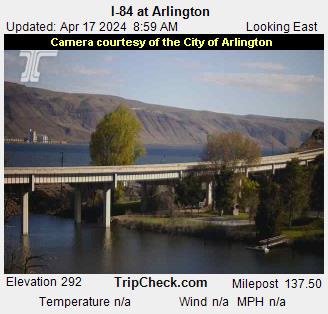 I-84 at Arlington
Updated: Apr 17 2024 8:59 AM Looking East
Camera courtesy of the City of Arlington
Elevation 292 TripCheck.com Milepost 137.50
Temperature n/a Wind n/a MPH n/a